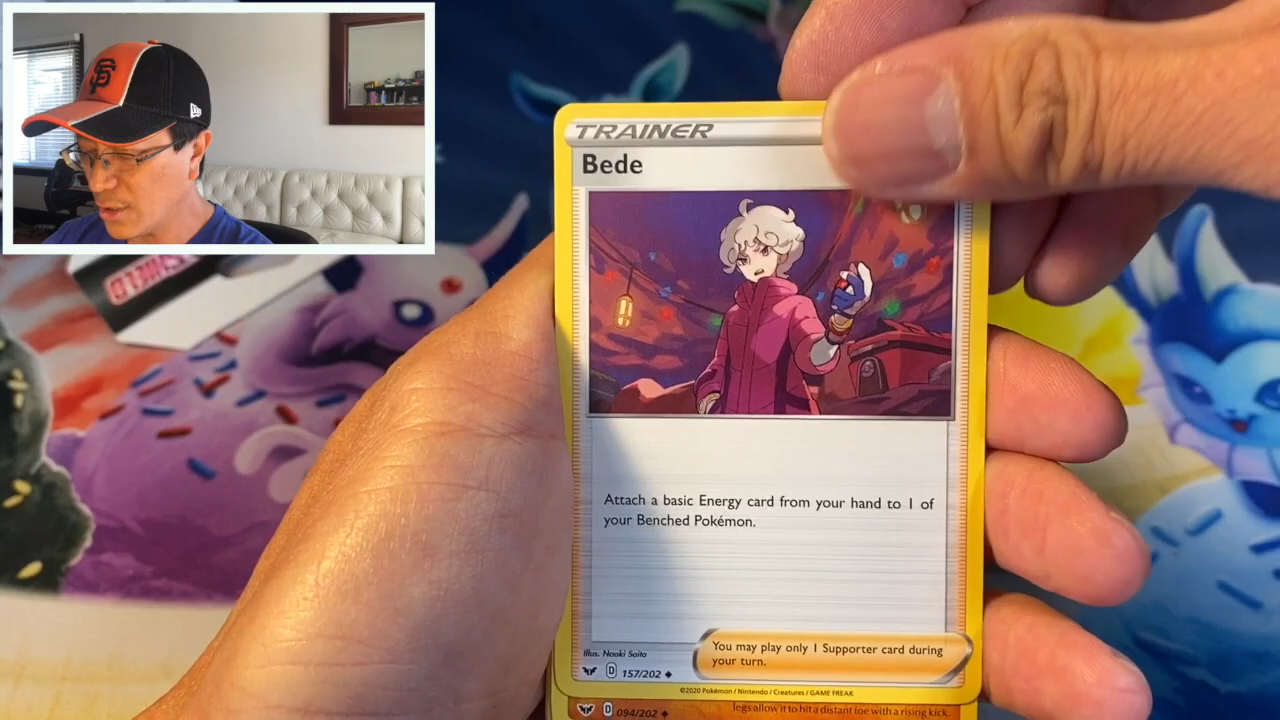 SF
SHIELD
TRAINER
Bede
Attach a basic Energy card from your hand to 1 of
your Benched Pokémon.
You may play only 1 Supporter card during
your turn.
Illus. Naoki Saito
D 157/202 ◆
©2020 Pokémon / Nintendo / Creatures / GAME FREAK
D 094/202 ◆
legs allow it to hit a distant foe with a rising kick.